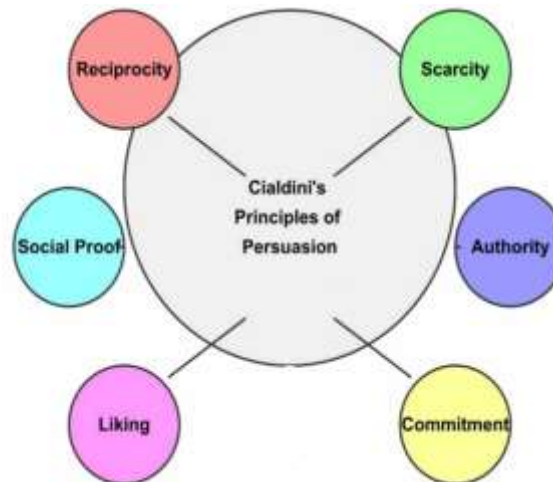 Reciprocity
Scarcity
Cialdini's
Principles of
Persuasion
Social Proof
Authority
Liking
Commitment